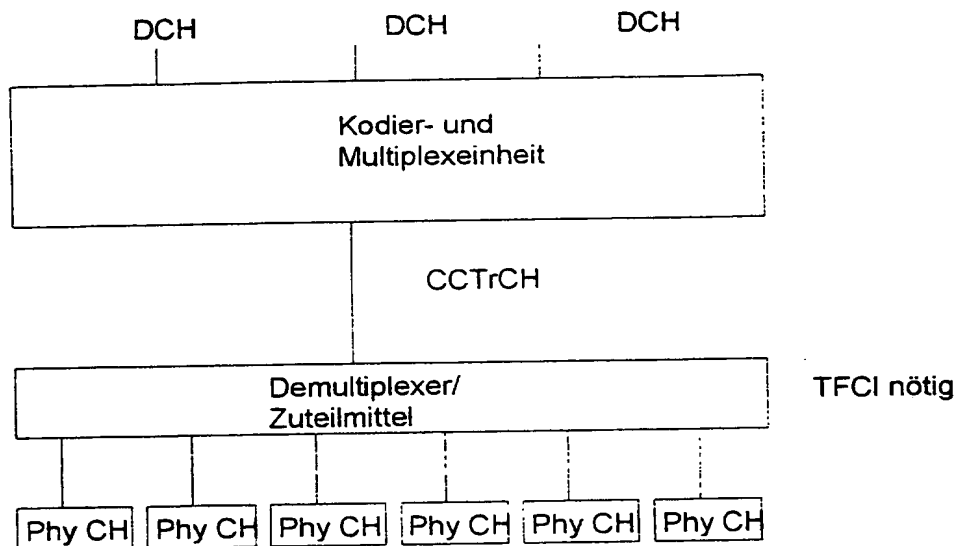 DCH DCH DCH
Kodier- und
Multiplexeinheit
CCTrCH
Demultiplexer/
Zuteilmittel
TFCI nötig
Phy CH Phy CH Phy CH Phy CH Phy CH Phy CH